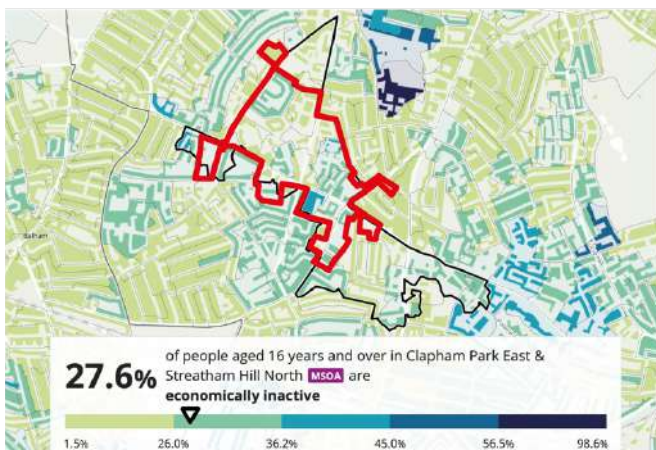 Balham
27.6%
of people aged 16 years and over in Clapham Park East &
Streatham Hill North MSOA are
economically inactive
1.5% 26.0% 36.2% 45.0% 56.5% 98.6%